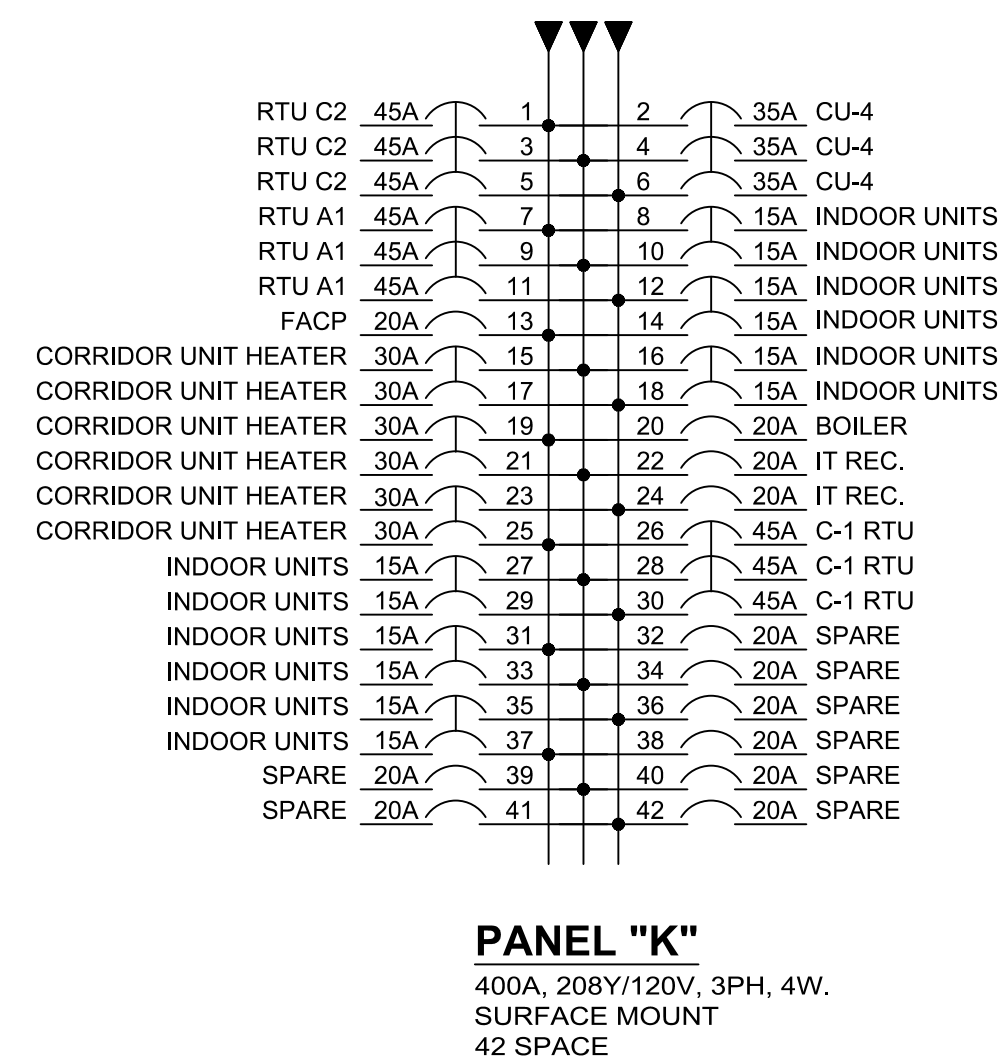 RTU C2 45A 1 2 35A CU-4
RTU C2 45A 3 4 35A CU-4
RTU C2 45A 5 6 35A CU-4
RTU A1 45A 7 8 15A INDOOR UNITS
RTU A1 45A 9 10 15A INDOOR UNITS
RTU A1 45A 11 12 15A INDOOR UNITS
FACP 20A 13 14 15A INDOOR UNITS
CORRIDOR UNIT HEATER 30A 15 16 15A INDOOR UNITS
CORRIDOR UNIT HEATER 30A 17 18 15A INDOOR UNITS
CORRIDOR UNIT HEATER 30A 19 20 20A BOILER
CORRIDOR UNIT HEATER 30A 21 22 20A IT REC.
CORRIDOR UNIT HEATER 30A 23 24 20A IT REC.
CORRIDOR UNIT HEATER 30A 25 26 45A C-1 RTU
INDOOR UNITS 15A 27 28 45A C-1 RTU
INDOOR UNITS 15A 29 30 45A C-1 RTU
INDOOR UNITS 15A 31 32 20A SPARE
INDOOR UNITS 15A 33 34 20A SPARE
INDOOR UNITS 15A 35 36 20A SPARE
INDOOR UNITS 15A 37 38 20A SPARE
SPARE 20A 39 40 20A SPARE
SPARE 20A 41 42 20A SPARE
PANEL "K"
400A, 208Y/120V, 3PH, 4W.
SURFACE MOUNT
42 SPACE